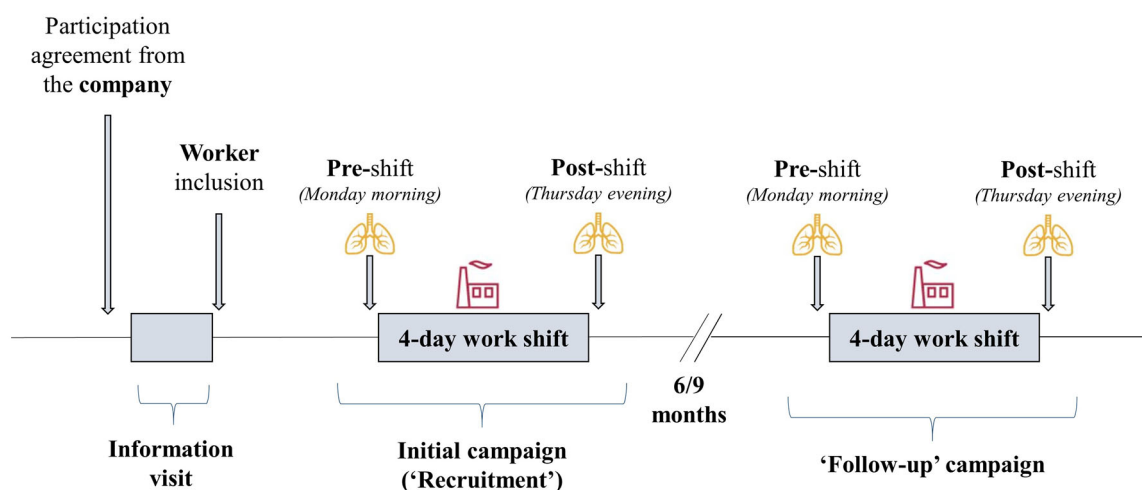 Participation
agreement from
the company
Worker
inclusion
Pre-shift
(Monday morning)
Post-shift
(Thursday evening)
Pre-shift
(Monday morning)
Post-shift
(Thursday evening)
4-day work shift
4-day work shift
6/9
months
Information
visit
Initial campaign
(‘Recruitment’)
‘Follow-up’ campaign